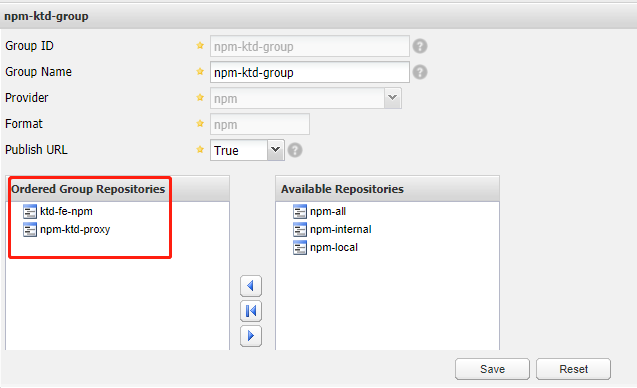 npm-ktd-group
Group ID npm-ktd-group ?
Group Name npm-ktd-group ?
Provider npm
Format npm
Publish URL True ?
Ordered Group Repositories
ktd-fe-npm
npm-ktd-proxy
Available Repositories
npm-all
npm-internal
npm-local
Save Reset